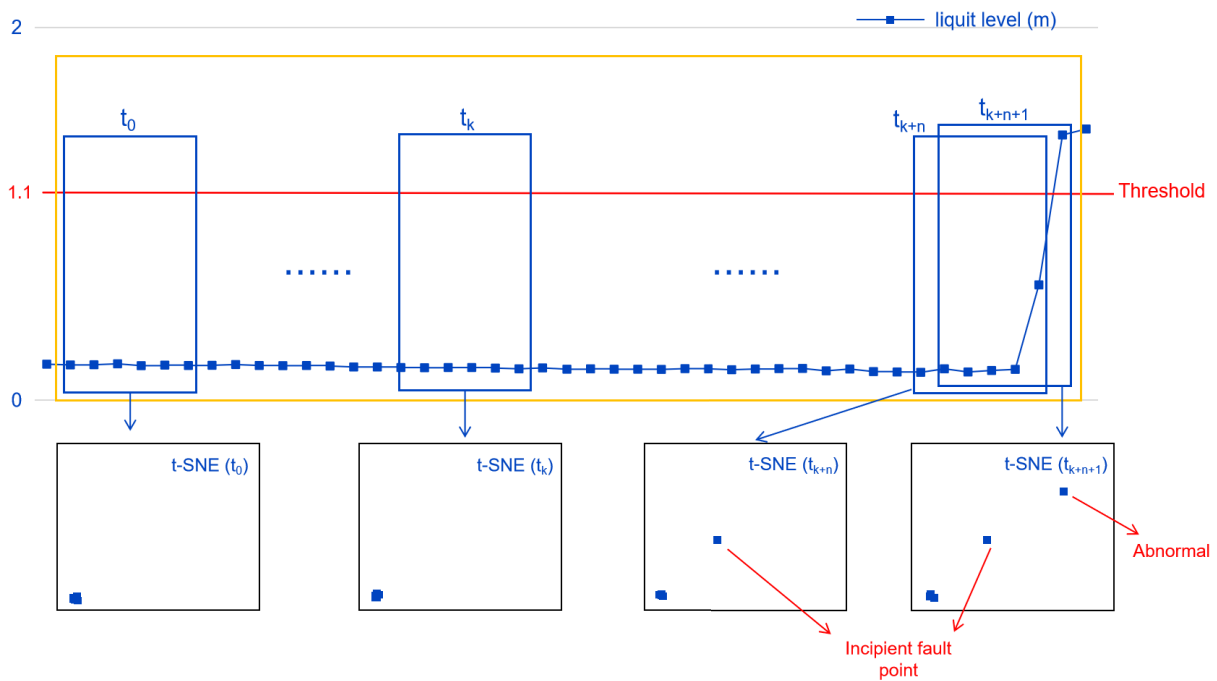 2
liquit level (m)
t0
tk
tk+n
tk+n+1
1.1
Threshold
......
......
0
t-SNE (t0)
t-SNE (tk)
t-SNE (tk+n)
t-SNE (tk+n+1)
Abnormal
Incipient fault
point